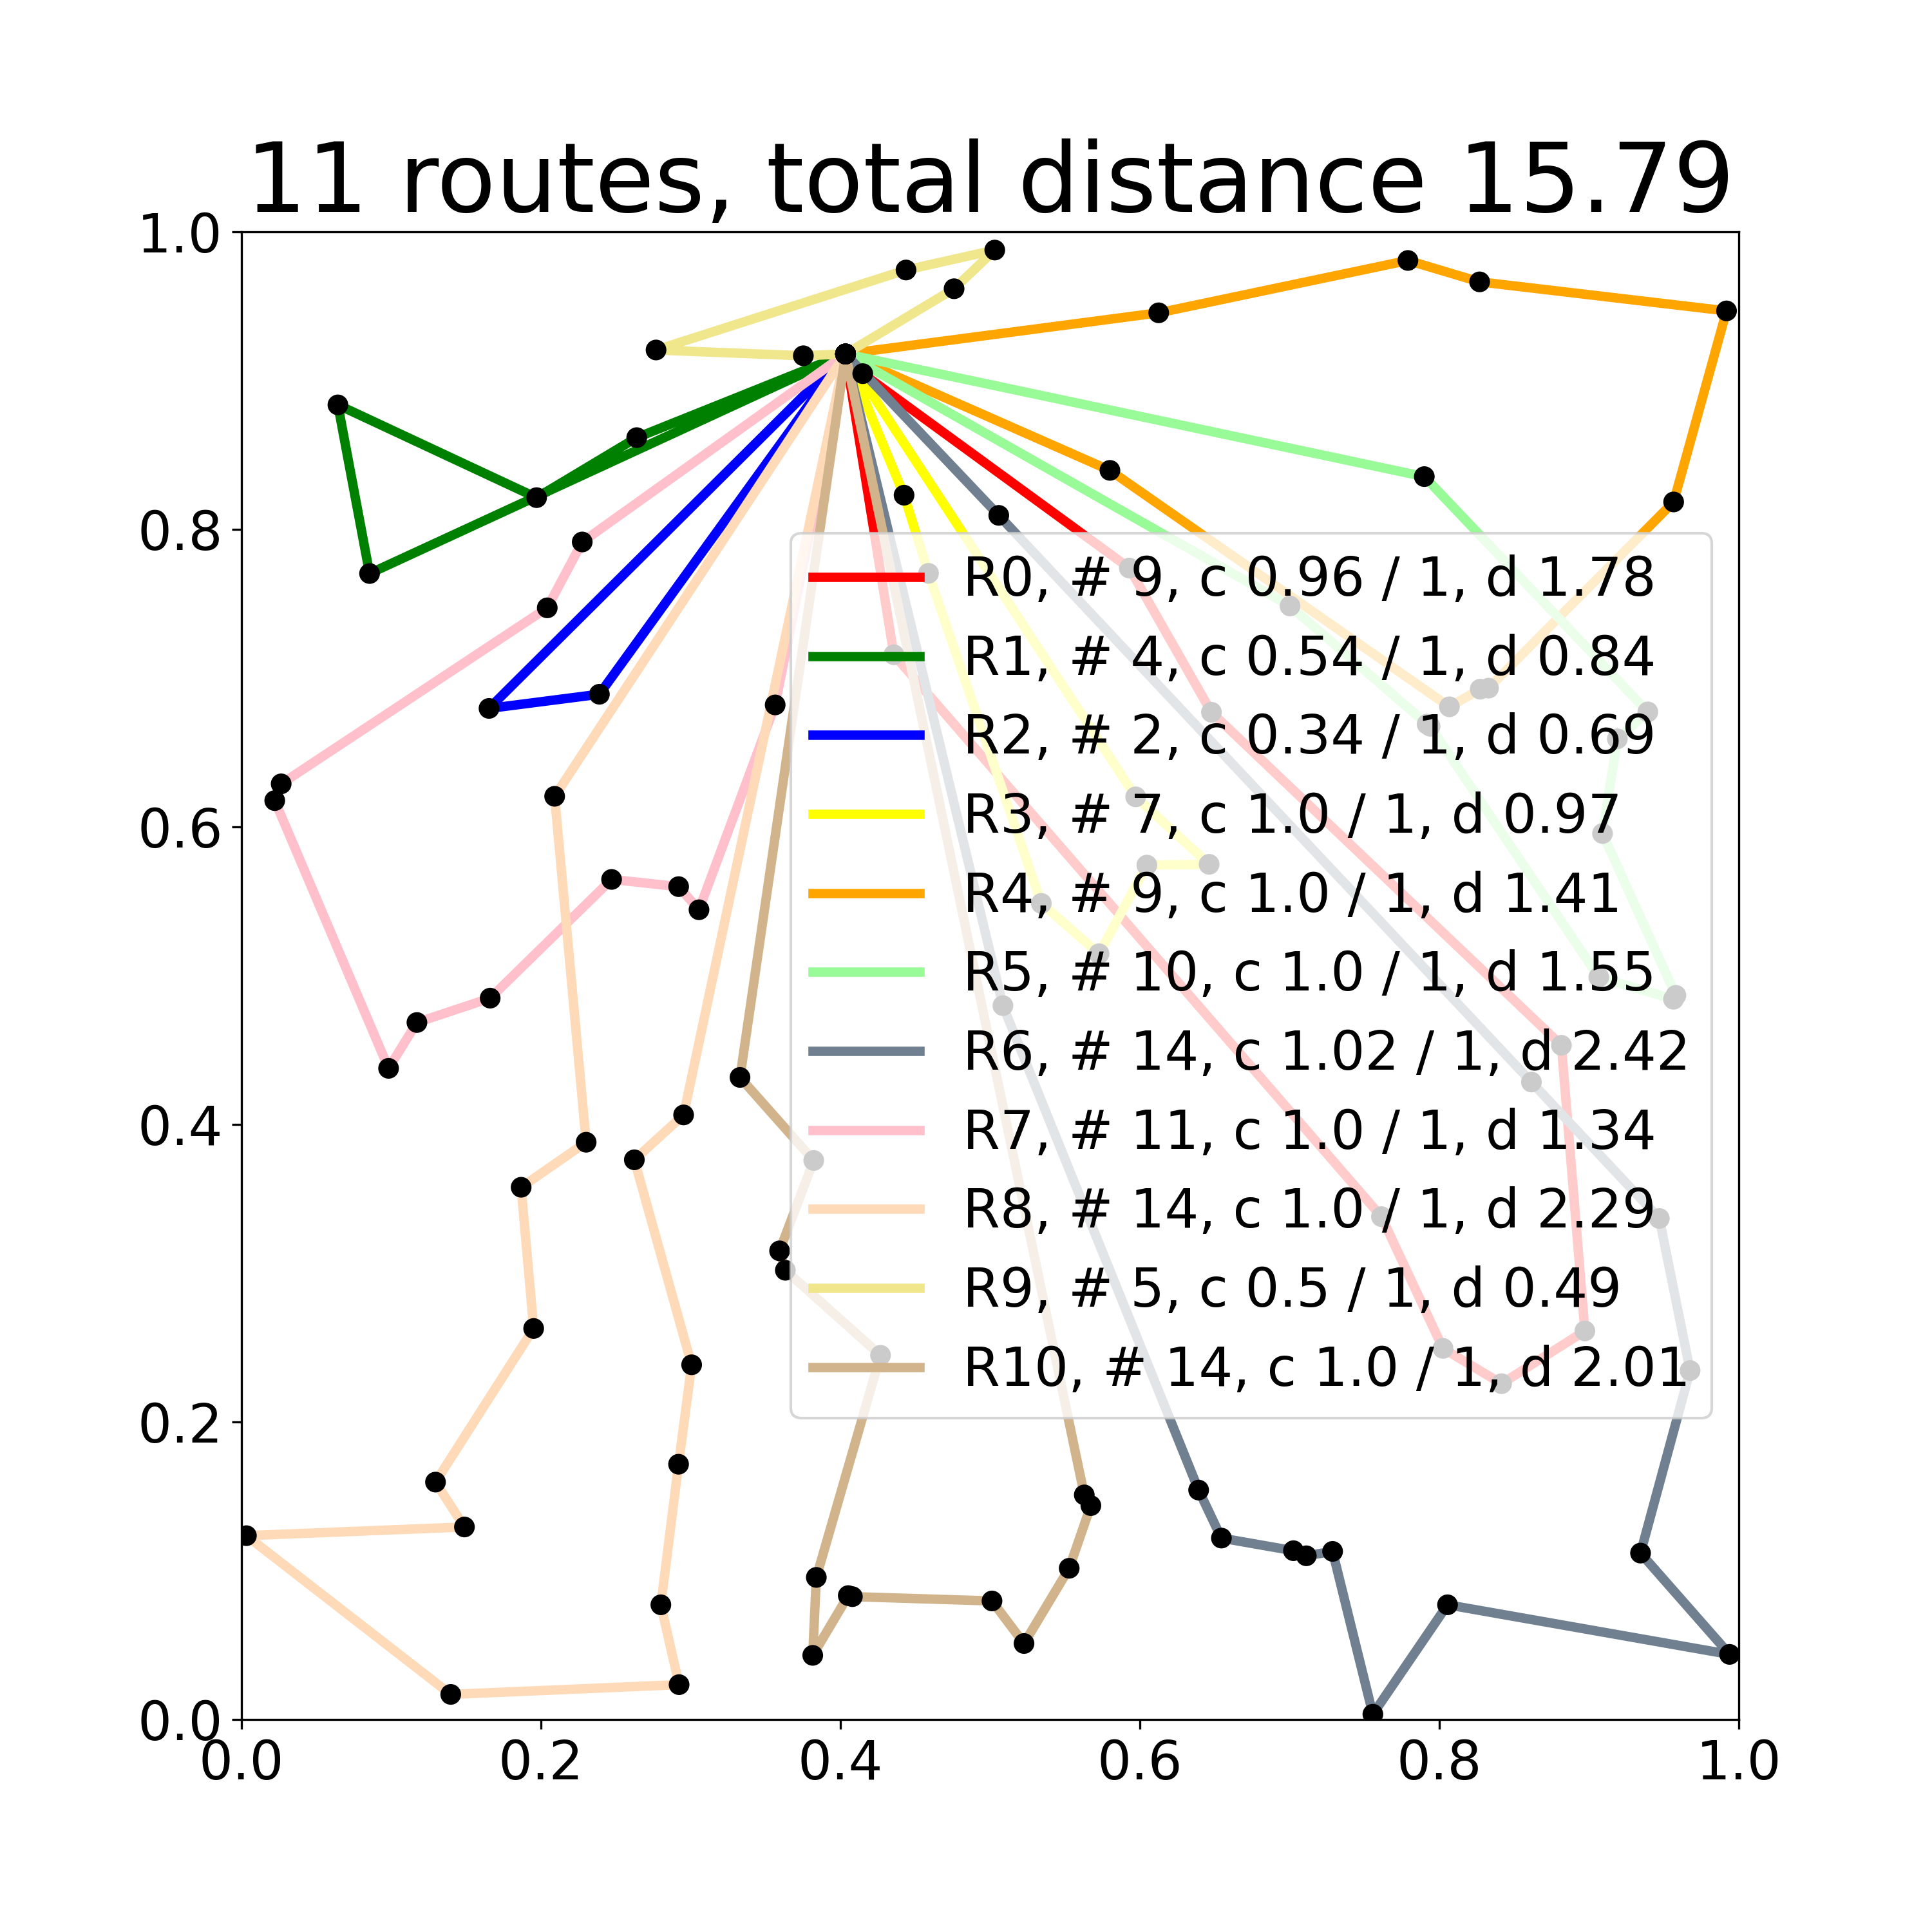 11 routes, total distance 15.79
1.0
0.8
0.6
0.4
0.2
0.0
0.0 0.2 0.4 0.6 0.8 1.0
R0, # 9, c 0.96 / 1, d 1.78
R1, # 4, c 0.54 / 1, d 0.84
R2, # 2, c 0.34 / 1, d 0.69
R3, # 7, c 1.0 / 1, d 0.97
R4, # 9, c 1.0 / 1, d 1.41
R5, # 10, c 1.0 / 1, d 1.55
R6, # 14, c 1.02 / 1, d 2.42
R7, # 11, c 1.0 / 1, d 1.34
R8, # 14, c 1.0 / 1, d 2.29
R9, # 5, c 0.5 / 1, d 0.49
R10, # 14, c 1.0 / 1, d 2.01